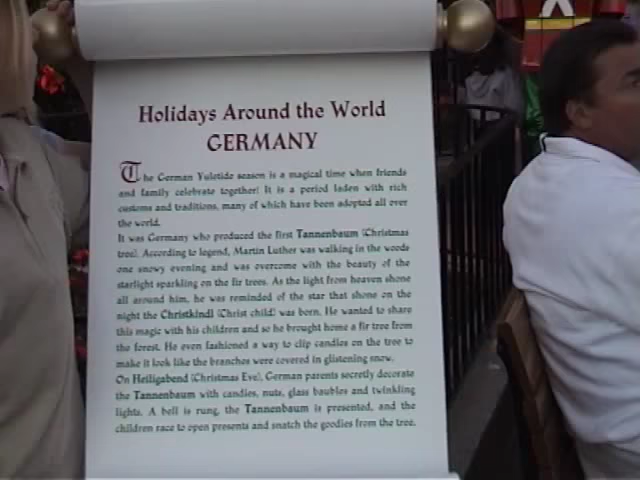 Holidays Around the World
GERMANY
The German Yuletide season is a magical time when friends
and family celebrate together! It is a period laden with rich
customs and traditions, many of which have been adopted all over
the world.
It was Germany who produced the first Tannenbaum (Christmas
tree). According to legend, Martin Luther was walking in the woods
one snowy evening and was overcome with the beauty of the
starlight sparkling on the fir trees. As the light from heaven shone
all around him, he was reminded of the star that shone on the
night the Christkindl (Christ child) was born. He wanted to share
this magic with his children and so he brought home a fir tree from
the forest. He even fashioned a way to clip candles on the tree to
make it look like the branches were covered in glistening snow.
On Heiligabend (Christmas Eve), German parents secretly decorate
the Tannenbaum with candies, nuts, glass baubles and twinkling
lights. A bell is rung, the Tannenbaum is presented, and the
children race to open presents and snatch the goodies from the tree.